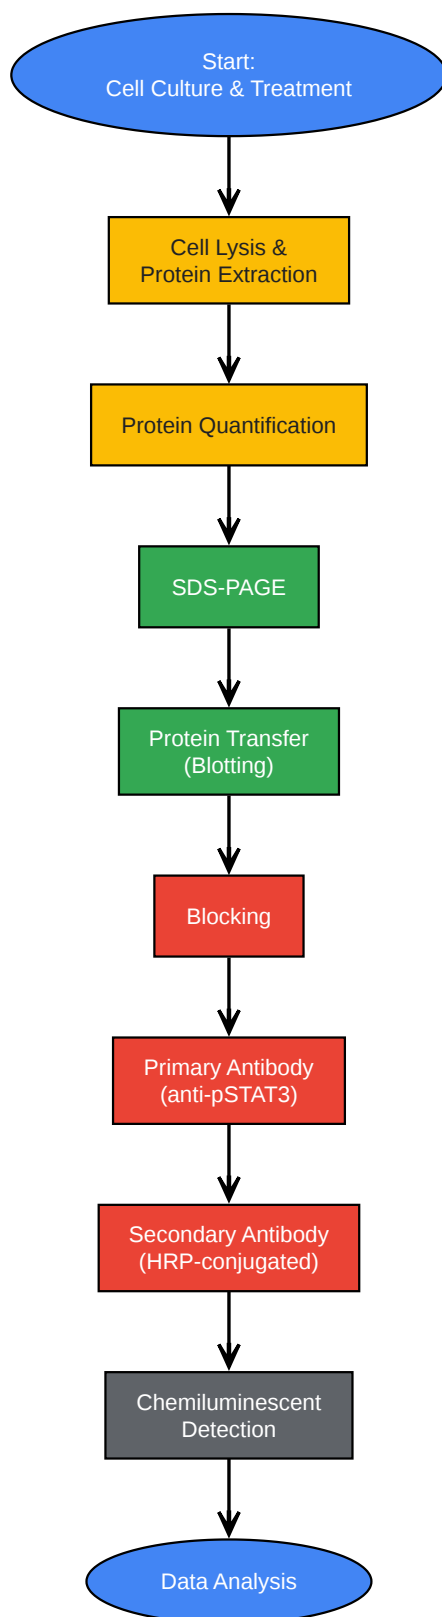 Start:
Cell Culture & Treatment
Cell Lysis &
Protein Extraction
Protein Quantification
SDS-PAGE
Protein Transfer
(Blotting)
Blocking
Primary Antibody
(anti-pSTAT3)
Secondary Antibody
(HRP-conjugated)
Chemiluminescent
Detection
Data Analysis